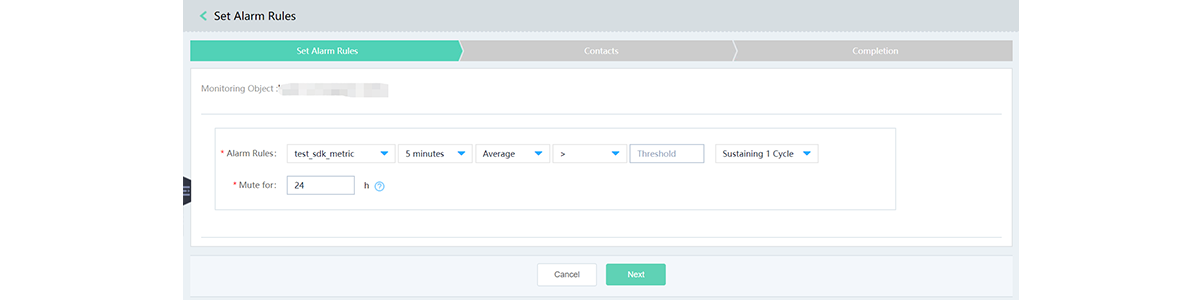 Set Alarm Rules
Set Alarm Rules Contacts Completion
Monitoring Object :
* Alarm Rules: test_sdk_metric 5 minutes Average > Threshold Sustaining 1 Cycle
* Mute for: 24 h ?
Cancel Next